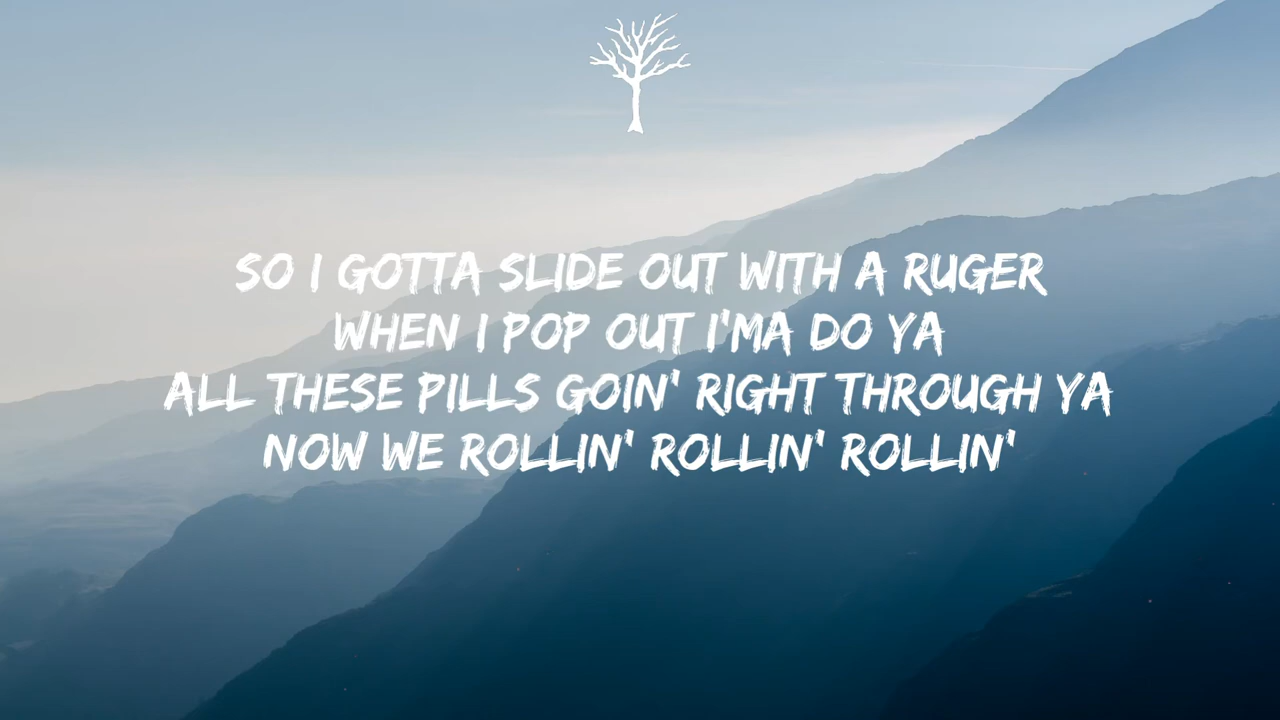 SO I GOTTA SLIDE OUT WITH A RUGER
WHEN I POP OUT I'MA DO YA
ALL THESE PILLS GOIN' RIGHT THROUGH YA
NOW WE ROLLIN' ROLLIN' ROLLIN'